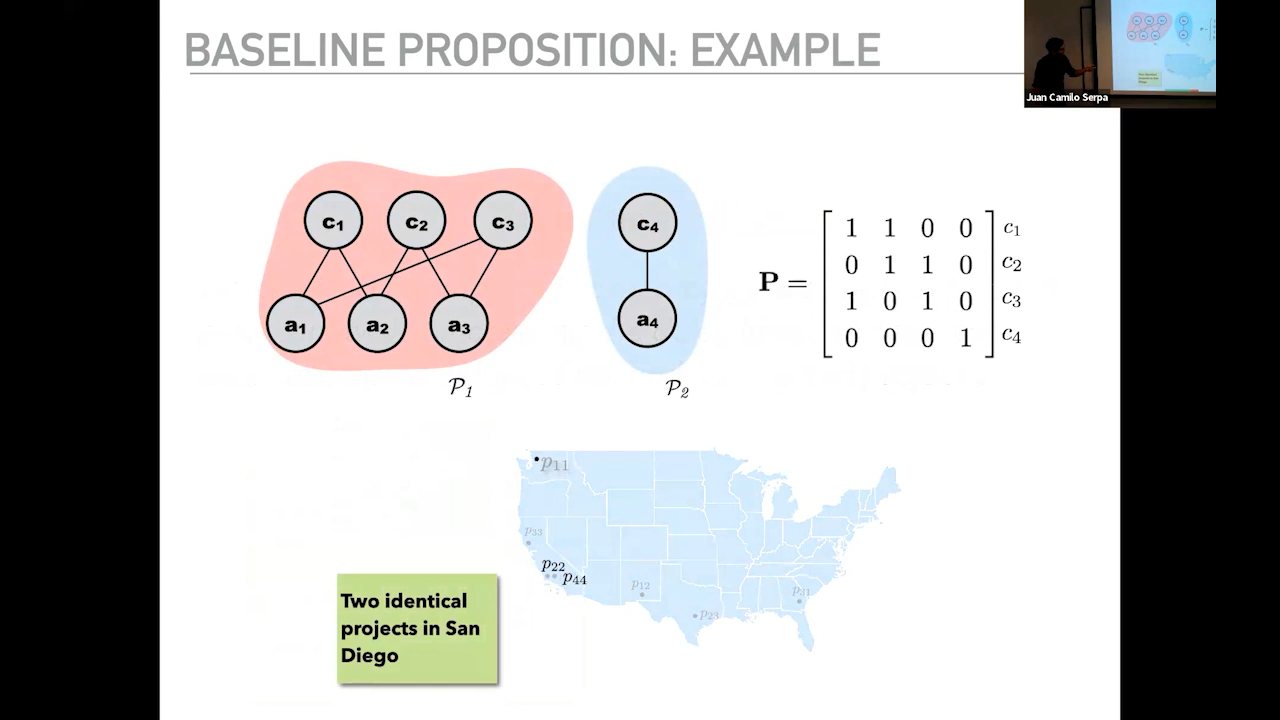 BASELINE PROPOSITION: EXAMPLE
Juan Camilo Serpa
c1 c2 c3 c4
a1 a2 a3 a4
P1 P2
P =
1 1 0 0 c1
0 1 1 0 c2
1 0 1 0 c3
0 0 0 1 c4
p11
p33
p22
p44
p12
p31
p23
Two identical
projects in San
Diego